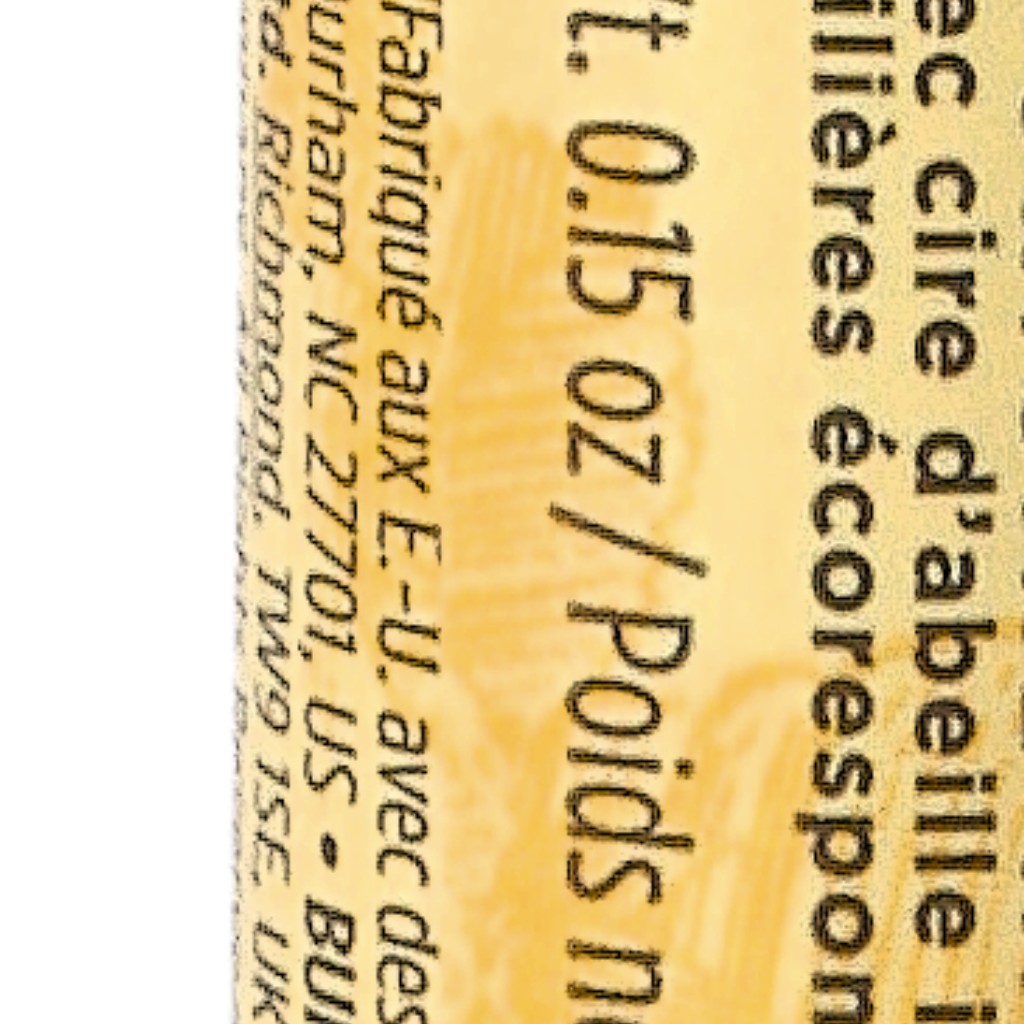 ec cire d'abeille
ilières écorespon
t. 0.15 oz / Poids n
Fabriqué aux E.-U. avec des
urham, NC 27701, US • BU
d. Richmond, TW9 1SE, UK